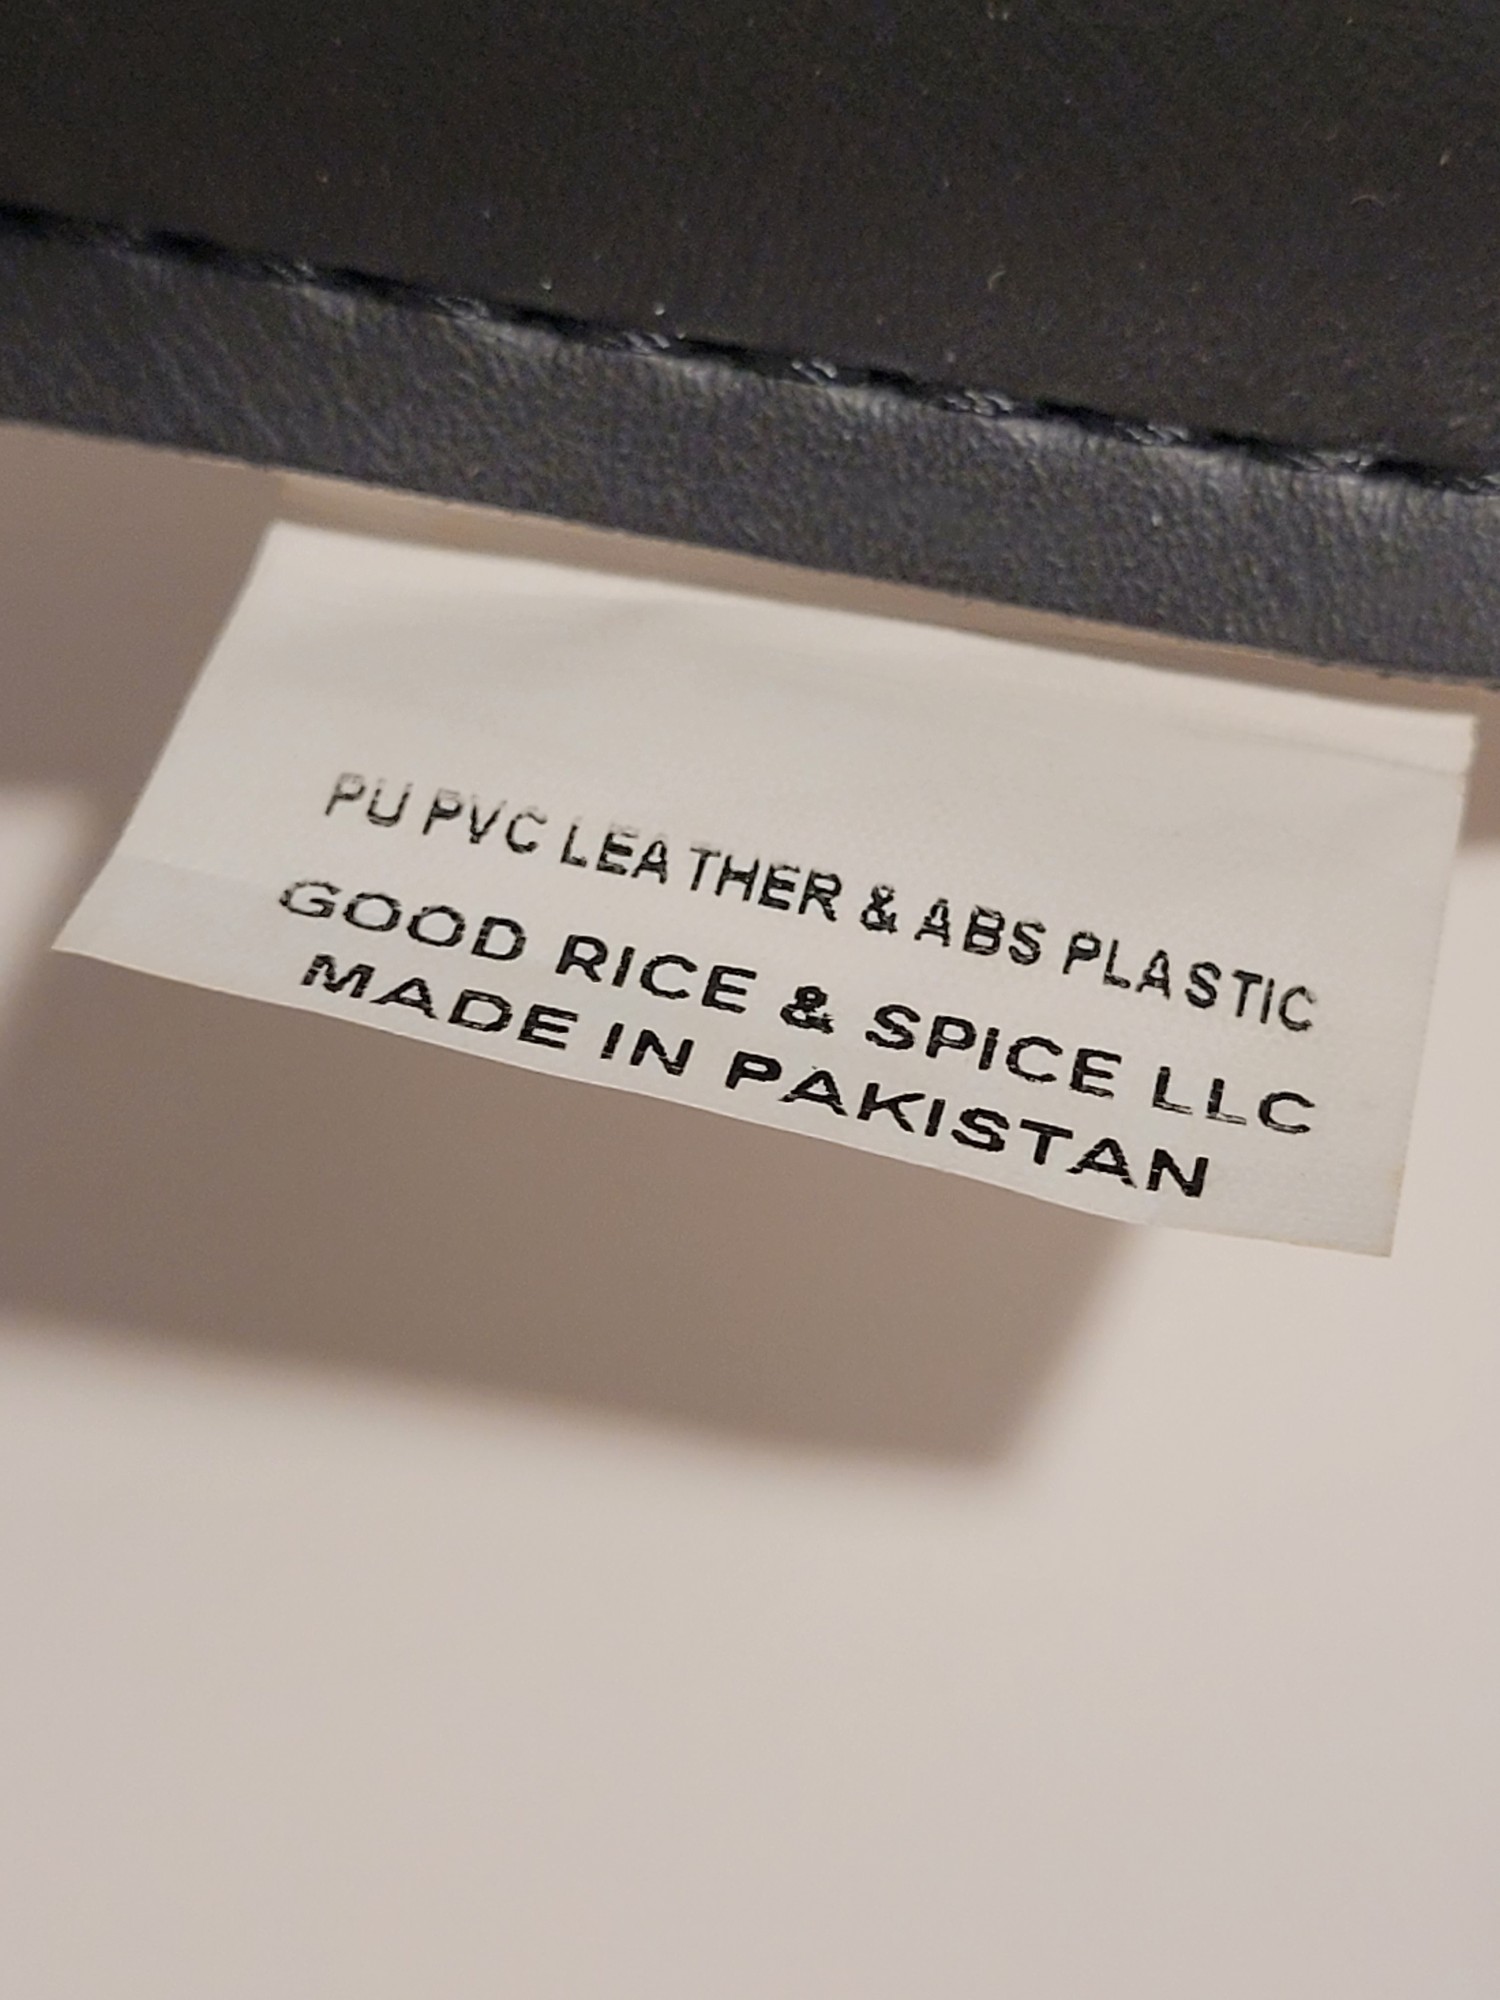 PU PVC LEATHER & ABS PLASTIC
GOOD RICE & SPICE LLC
MADE IN PAKISTAN